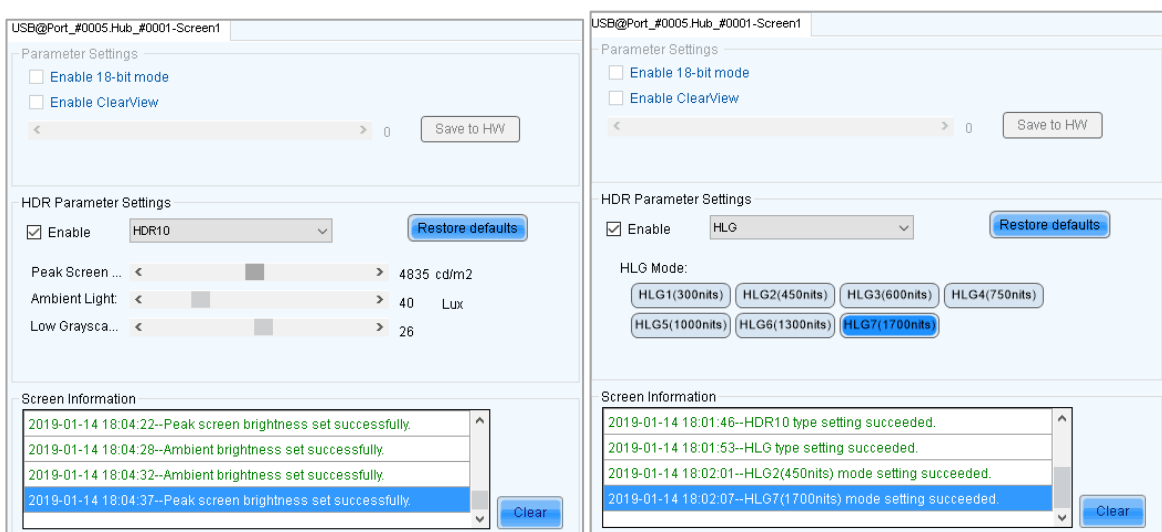 USB@Port_#0005.Hub_#0001-Screen1
Parameter Settings
Enable 18-bit mode
Enable ClearView
0
Save to HW
HDR Parameter Settings
Enable
HDR10
Restore defaults
Peak Screen ...
4835 cd/m2
Ambient Light:
40 Lux
Low Graysca...
26
Screen Information
2019-01-14 18:04:22--Peak screen brightness set successfully.
2019-01-14 18:04:28--Ambient brightness set successfully.
2019-01-14 18:04:32--Ambient brightness set successfully.
2019-01-14 18:04:37--Peak screen brightness set successfully.
Clear
USB@Port_#0005.Hub_#0001-Screen1
Parameter Settings
Enable 18-bit mode
Enable ClearView
0
Save to HW
HDR Parameter Settings
Enable
HLG
Restore defaults
HLG Mode:
HLG1(300nits) HLG2(450nits) HLG3(600nits) HLG4(750nits)
HLG5(1000nits) HLG6(1300nits) HLG7(1700nits)
Screen Information
2019-01-14 18:01:46--HDR10 type setting succeeded.
2019-01-14 18:01:53--HLG type setting succeeded.
2019-01-14 18:02:01--HLG2(450nits) mode setting succeeded.
2019-01-14 18:02:07--HLG7(1700nits) mode setting succeeded.
Clear